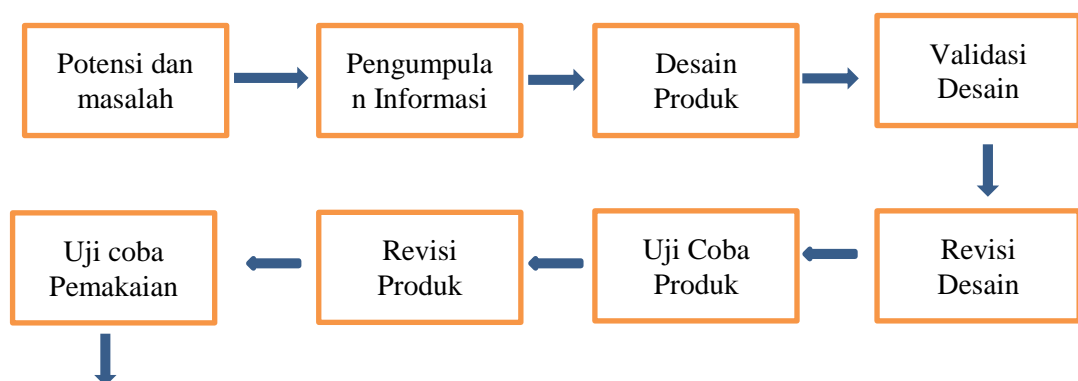 Potensi dan
masalah
Pengumpula
n Informasi
Desain
Produk
Validasi
Desain
Revisi
Desain
Uji Coba
Produk
Revisi
Produk
Uji coba
Pemakaian